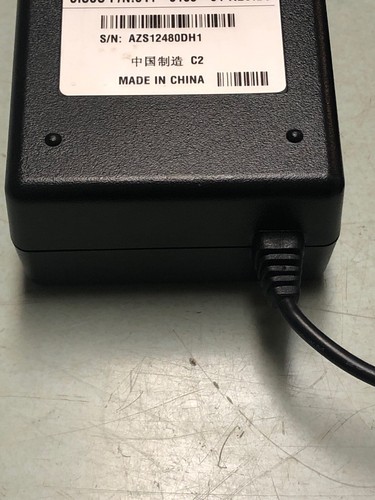 S/N: AZS12480DH1
中国制造 C2
MADE IN CHINA